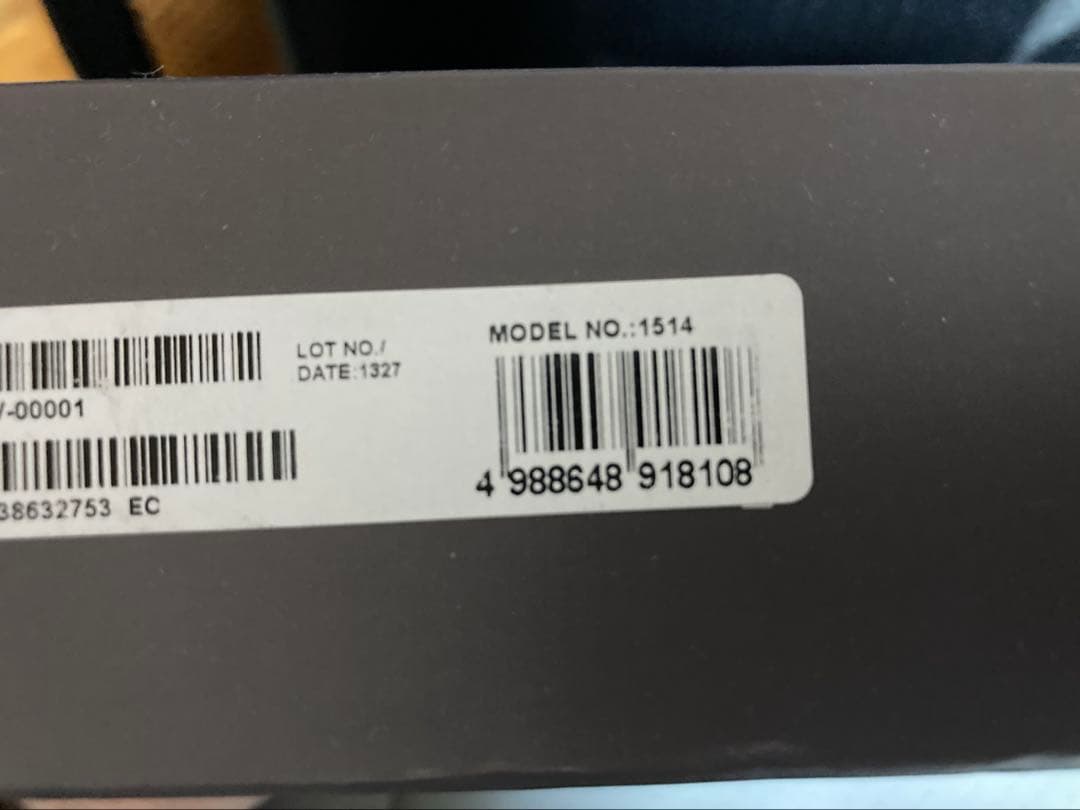 LOT NO./
DATE:1327
MODEL NO.:1514
-00001
38632753 EC
4 988648 918108